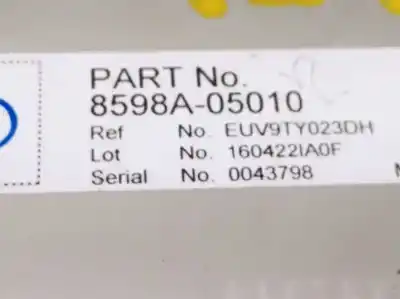 PART No.
8598A-05010
Ref No. EUV9TY023DH
Lot No. 160422IA0F
Serial No. 0043798